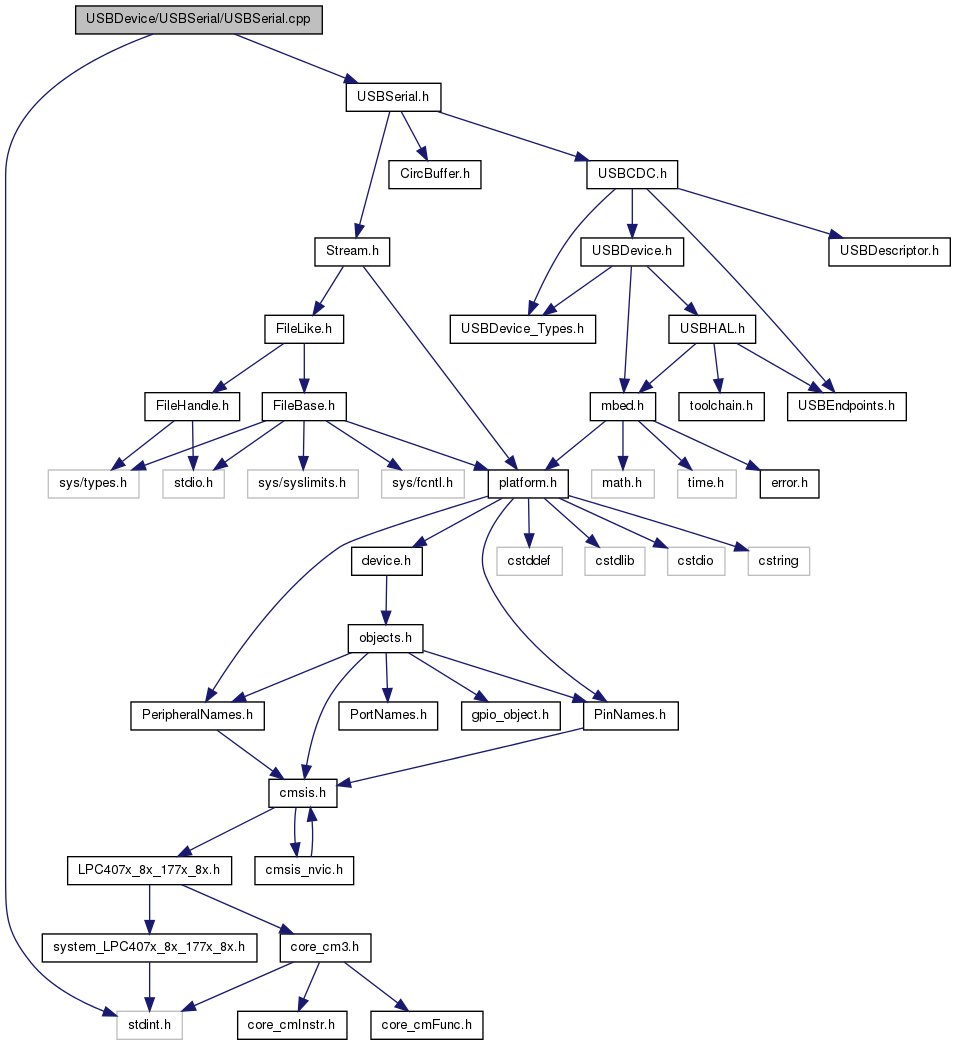 USBDevice/USBSerial/USBSerial.cpp
USBSerial.h
CircBuffer.h
USBCDC.h
Stream.h
USBDevice.h
USBDescriptor.h
FileLike.h
USBDevice_Types.h
USBHAL.h
FileHandle.h
FileBase.h
mbed.h
toolchain.h
USBEndpoints.h
sys/types.h
stdio.h
sys/syslimits.h
sys/fcntl.h
platform.h
math.h
time.h
error.h
device.h
cstddef
cstdlib
cstdio
cstring
objects.h
PeripheralNames.h
PortNames.h
gpio_object.h
PinNames.h
cmsis.h
LPC407x_8x_177x_8x.h
cmsis_nvic.h
system_LPC407x_8x_177x_8x.h
core_cm3.h
stdint.h
core_cmInstr.h
core_cmFunc.h